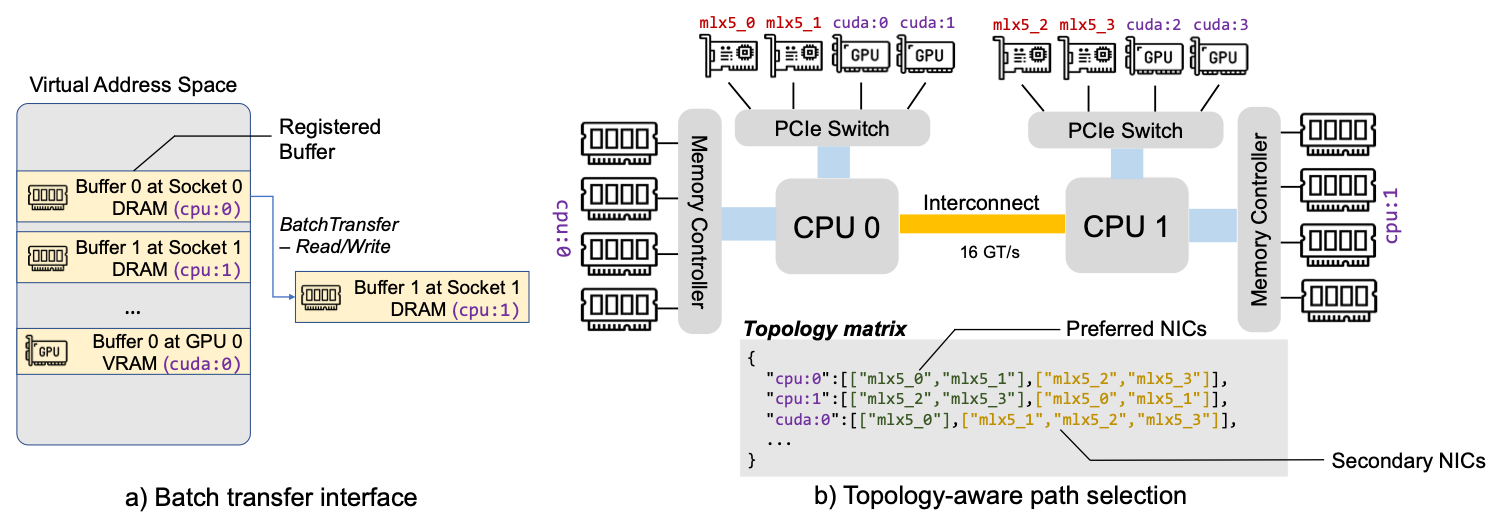 Virtual Address Space
Registered
Buffer
Buffer 0 at Socket 0
DRAM (cpu:0)
BatchTransfer
– Read/Write
Buffer 1 at Socket 1
DRAM (cpu:1)
Buffer 1 at Socket 1
DRAM (cpu:1)
...
GPU
Buffer 0 at GPU 0
VRAM (cuda:0)
a) Batch transfer interface
mlx5_0 mlx5_1 cuda:0 cuda:1
GPU GPU
mlx5_2 mlx5_3 cuda:2 cuda:3
GPU GPU
PCIe Switch
PCIe Switch
cpu:0
Memory Controller
CPU 0
Interconnect
16 GT/s
CPU 1
Memory Controller
cpu:1
Topology matrix
Preferred NICs
{
"cpu:0":[["mlx5_0","mlx5_1"],["mlx5_2","mlx5_3"]],
"cpu:1":[["mlx5_2","mlx5_3"],["mlx5_0","mlx5_1"]],
"cuda:0":[["mlx5_0"],["mlx5_1","mlx5_2","mlx5_3"]],
...
}
Secondary NICs
b) Topology-aware path selection